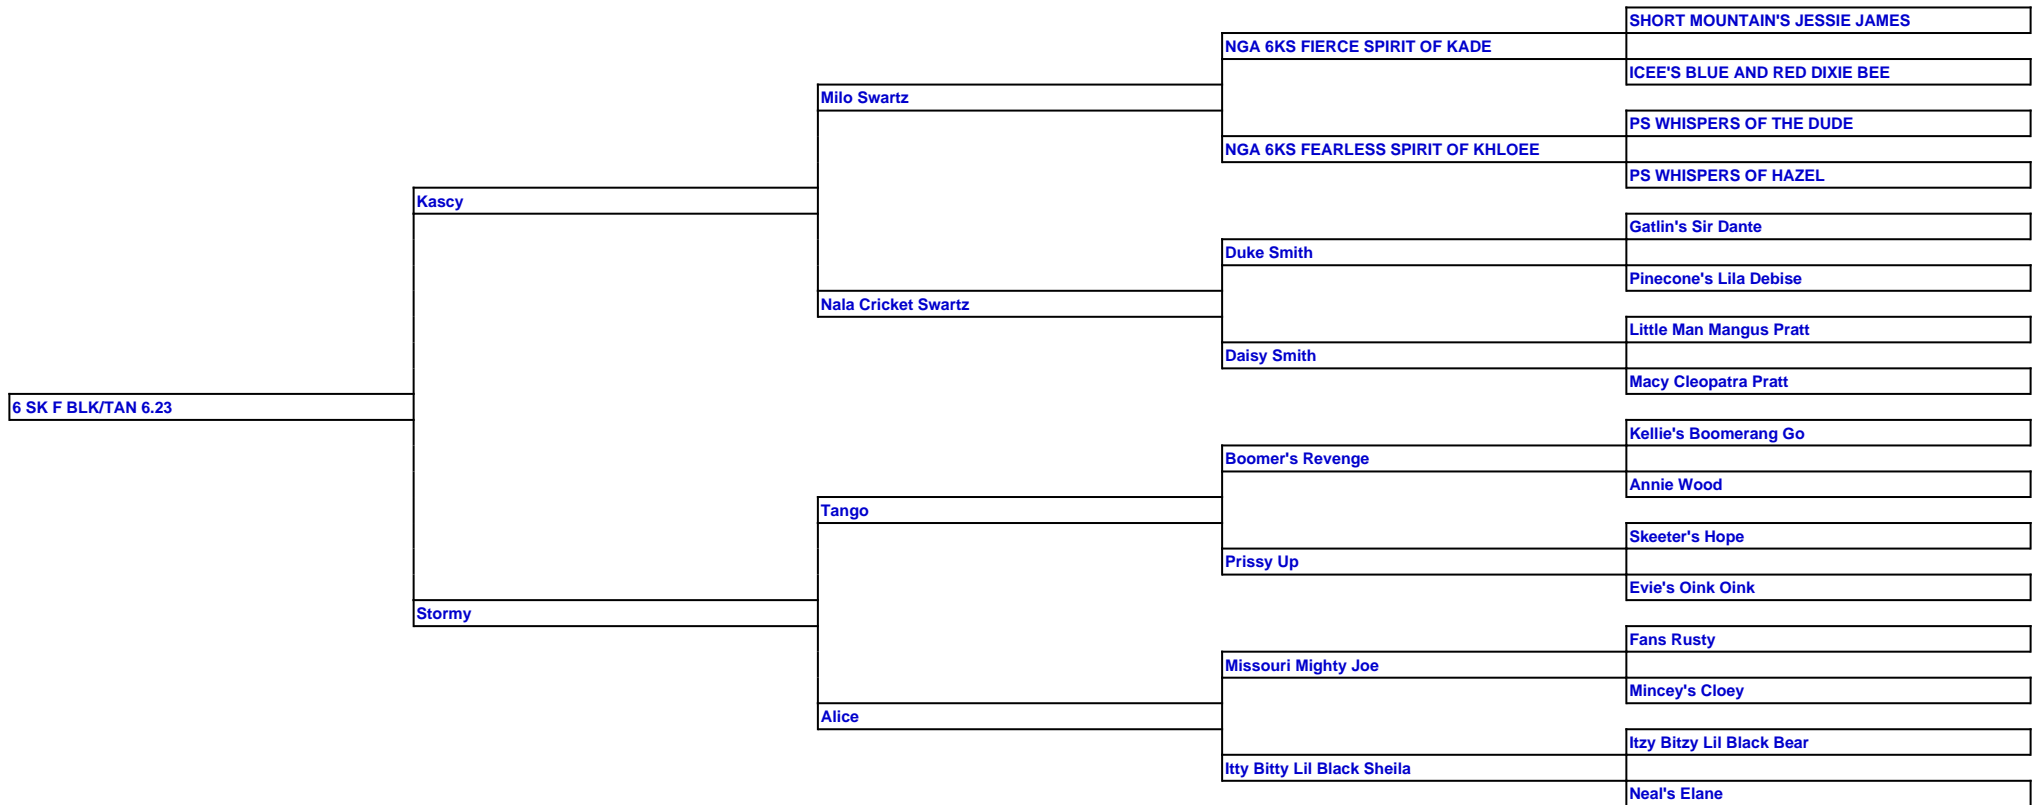 SHORT MOUNTAIN'S JESSIE JAMES
NGA 6KS FIERCE SPIRIT OF KADE
ICEE'S BLUE AND RED DIXIE BEE
Milo Swartz
PS WHISPERS OF THE DUDE
NGA 6KS FEARLESS SPIRIT OF KHLOEE
PS WHISPERS OF HAZEL
Kascy
Gatlin's Sir Dante
Duke Smith
Pinecone's Lila Debise
Nala Cricket Swartz
Little Man Mangus Pratt
Daisy Smith
Macy Cleopatra Pratt
6 SK F BLK/TAN 6.23
Kellie's Boomerang Go
Boomer's Revenge
Annie Wood
Tango
Skeeter's Hope
Prissy Up
Evie's Oink Oink
Stormy
Fans Rusty
Missouri Mighty Joe
Mincey's Cloey
Alice
Itzy Bitzy Lil Black Bear
Itty Bitty Lil Black Sheila
Neal's Elane